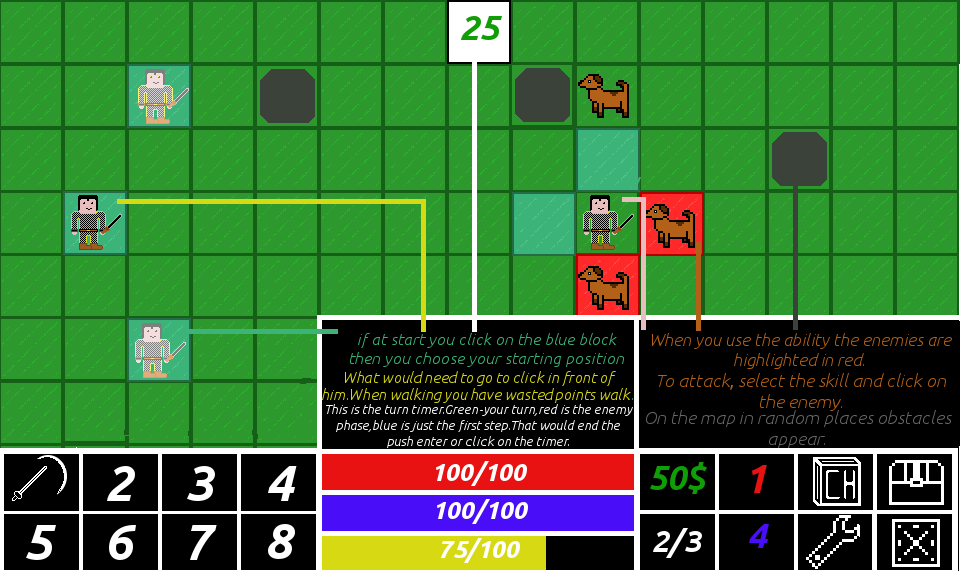 25
if at start you click on the blue block
then you choose your starting position
What would need to go to click in front of
him.When walking you have wasted points walk.
This is the turn timer.Green-your turn,red is the enemy
phase,blue is just the first step.That would end the
push enter or click on the timer.
When you use the ability the enemies are
highlighted in red.
To attack, select the skill and click on
the enemy.
On the map in random places obstacles
appear.
2
3
4
5
6
7
8
100/100
100/100
75/100
50$
1
CH
2/3
4